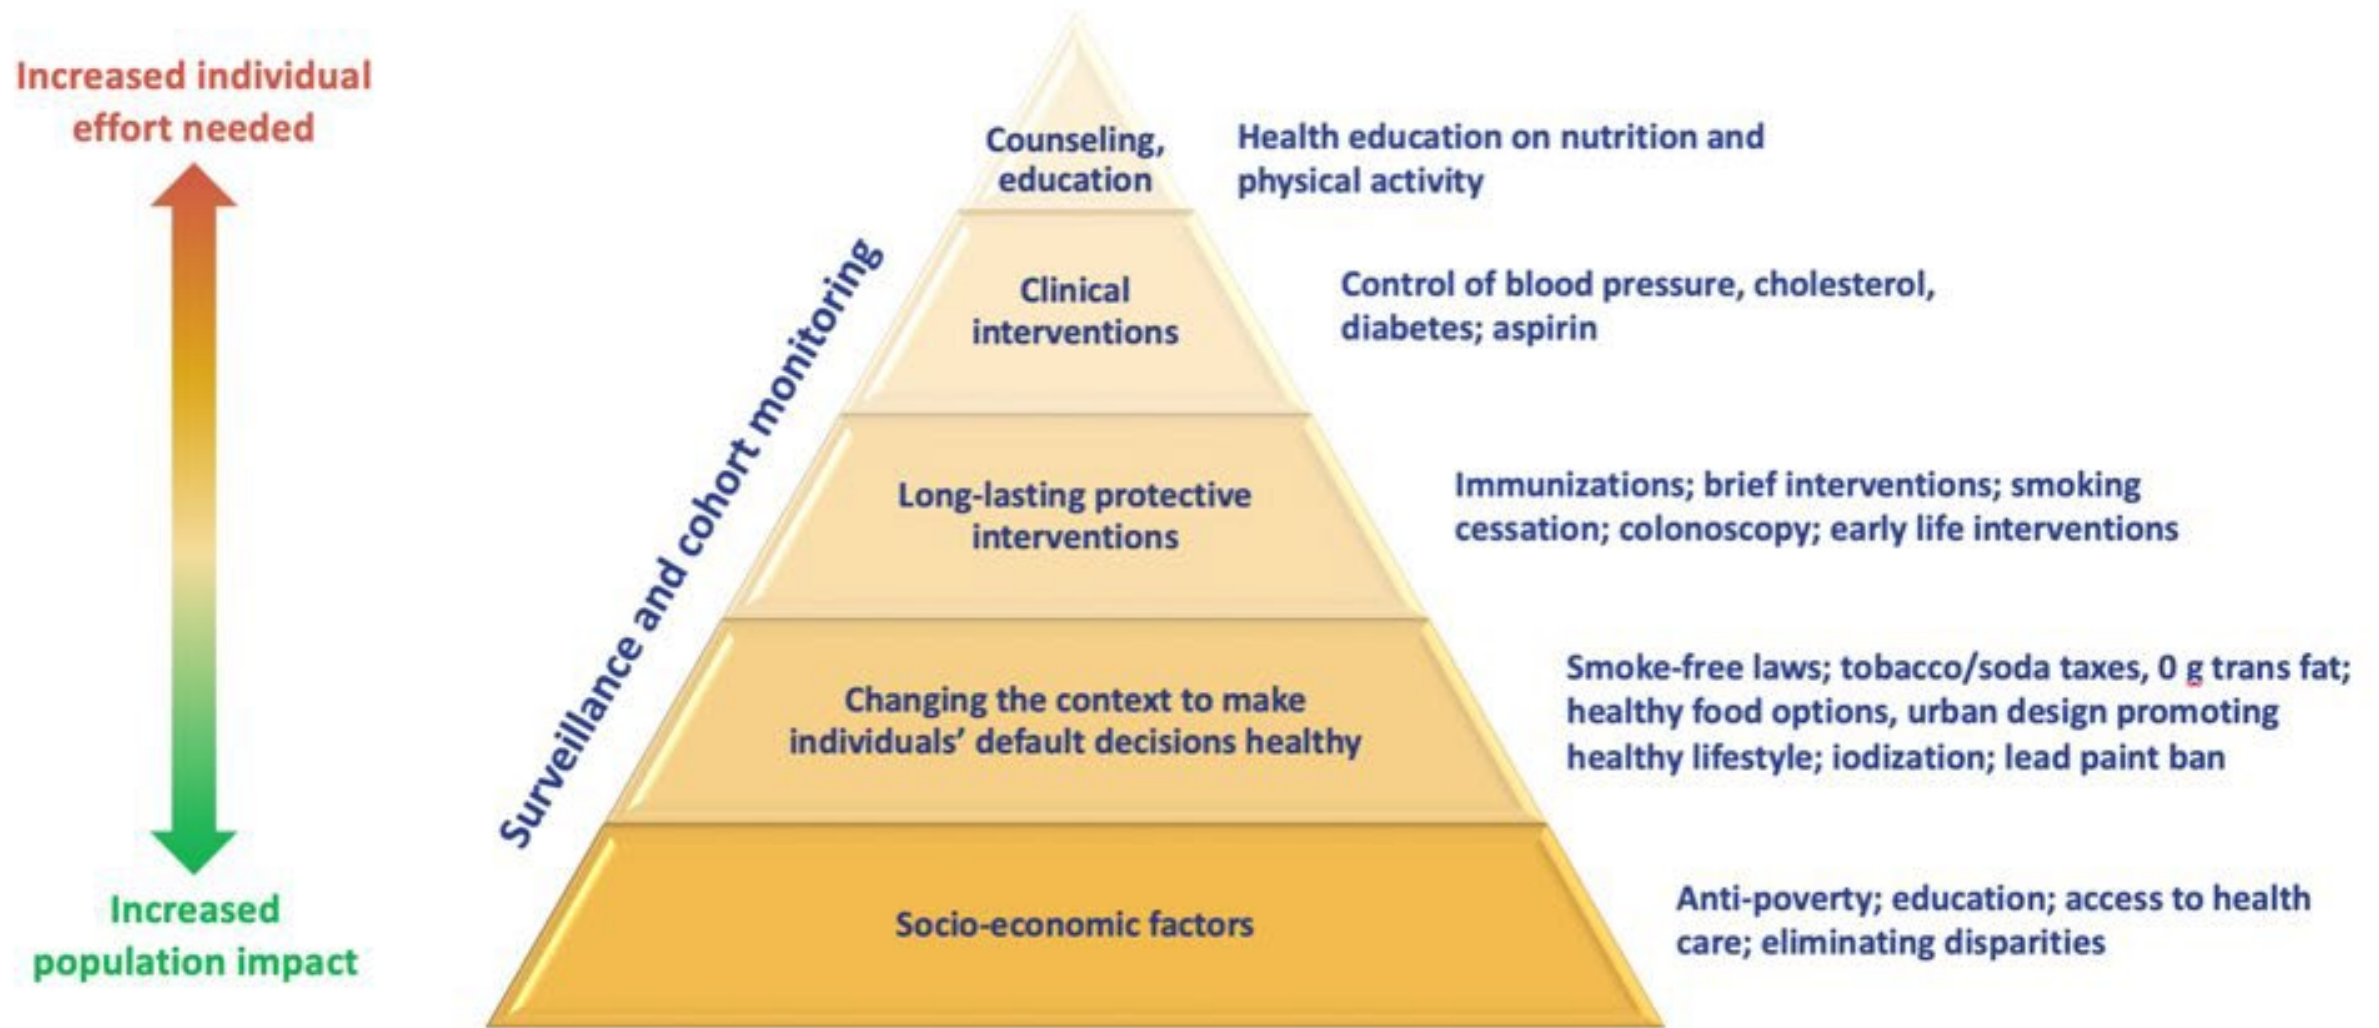 Increased individual
effort needed
Increased
population impact
Surveillance and cohort monitoring
Counseling,
education
Health education on nutrition and
physical activity
Clinical
interventions
Control of blood pressure, cholesterol,
diabetes; aspirin
Long-lasting protective
interventions
Immunizations; brief interventions; smoking
cessation; colonoscopy; early life interventions
Changing the context to make
individuals’ default decisions healthy
Smoke-free laws; tobacco/soda taxes, 0 g trans fat;
healthy food options, urban design promoting
healthy lifestyle; iodization; lead paint ban
Socio-economic factors
Anti-poverty; education; access to health
care; eliminating disparities